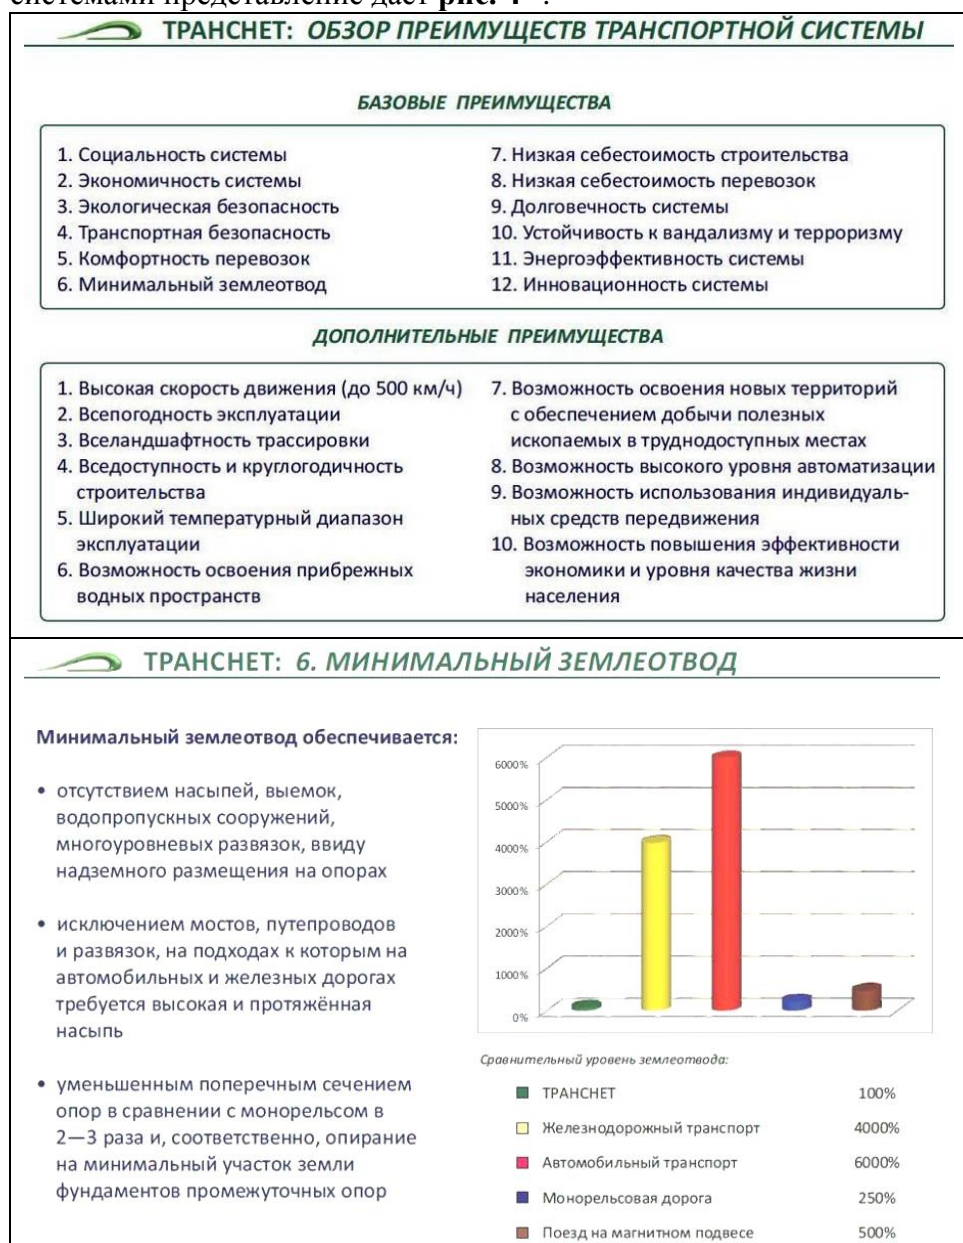 системами представление дает рис. 4
ТРАНСНЕТ: ОБЗОР ПРЕИМУЩЕСТВ ТРАНСПОРТНОЙ СИСТЕМЫ
БАЗОВЫЕ ПРЕИМУЩЕСТВА
1. Социальность системы
2. Экономичность системы
3. Экологическая безопасность
4. Транспортная безопасность
5. Комфортность перевозок
6. Минимальный землеотвод
7. Низкая себестоимость строительства
8. Низкая себестоимость перевозок
9. Долговечность системы
10. Устойчивость к вандализму и терроризму
11. Энергоэффективность системы
12. Инновационность системы
ДОПОЛНИТЕЛЬНЫЕ ПРЕИМУЩЕСТВА
1. Высокая скорость движения (до 500 км/ч)
2. Всепогодность эксплуатации
3. Вселандшафтность трассировки
4. Вседоступность и круглогодичность
строительства
5. Широкий температурный диапазон
эксплуатации
6. Возможность освоения прибрежных
водных пространств
7. Возможность освоения новых территорий
с обеспечением добычи полезных
ископаемых в труднодоступных местах
8. Возможность высокого уровня автоматизации
9. Возможность использования индивидуаль-
ных средств передвижения
10. Возможность повышения эффективности
экономики и уровня качества жизни
населения
ТРАНСНЕТ: 6. МИНИМАЛЬНЫЙ ЗЕМЛЕОТВОД
Минимальный землеотвод обеспечивается:
• отсутствием насыпей, выемок,
водопропускных сооружений,
многоуровневых развязок, ввиду
надземного размещения на опорах
• исключением мостов, путепроводов
и развязок, на подходах к которым на
автомобильных и железных дорогах
требуется высокая и протяжённая
насыпь
• уменьшенным поперечным сечением
опор в сравнении с монорельсом в
2—3 раза и, соответственно, опирание
на минимальный участок земли
фундаментов промежуточных опор
6000%
5000%
4000%
3000%
2000%
1000%
0%
Сравнительный уровень землеотвода:
ТРАНСНЕТ 100%
Железнодорожный транспорт 4000%
Автомобильный транспорт 6000%
Монорельсовая дорога 250%
Поезд на магнитном подвесе 500%